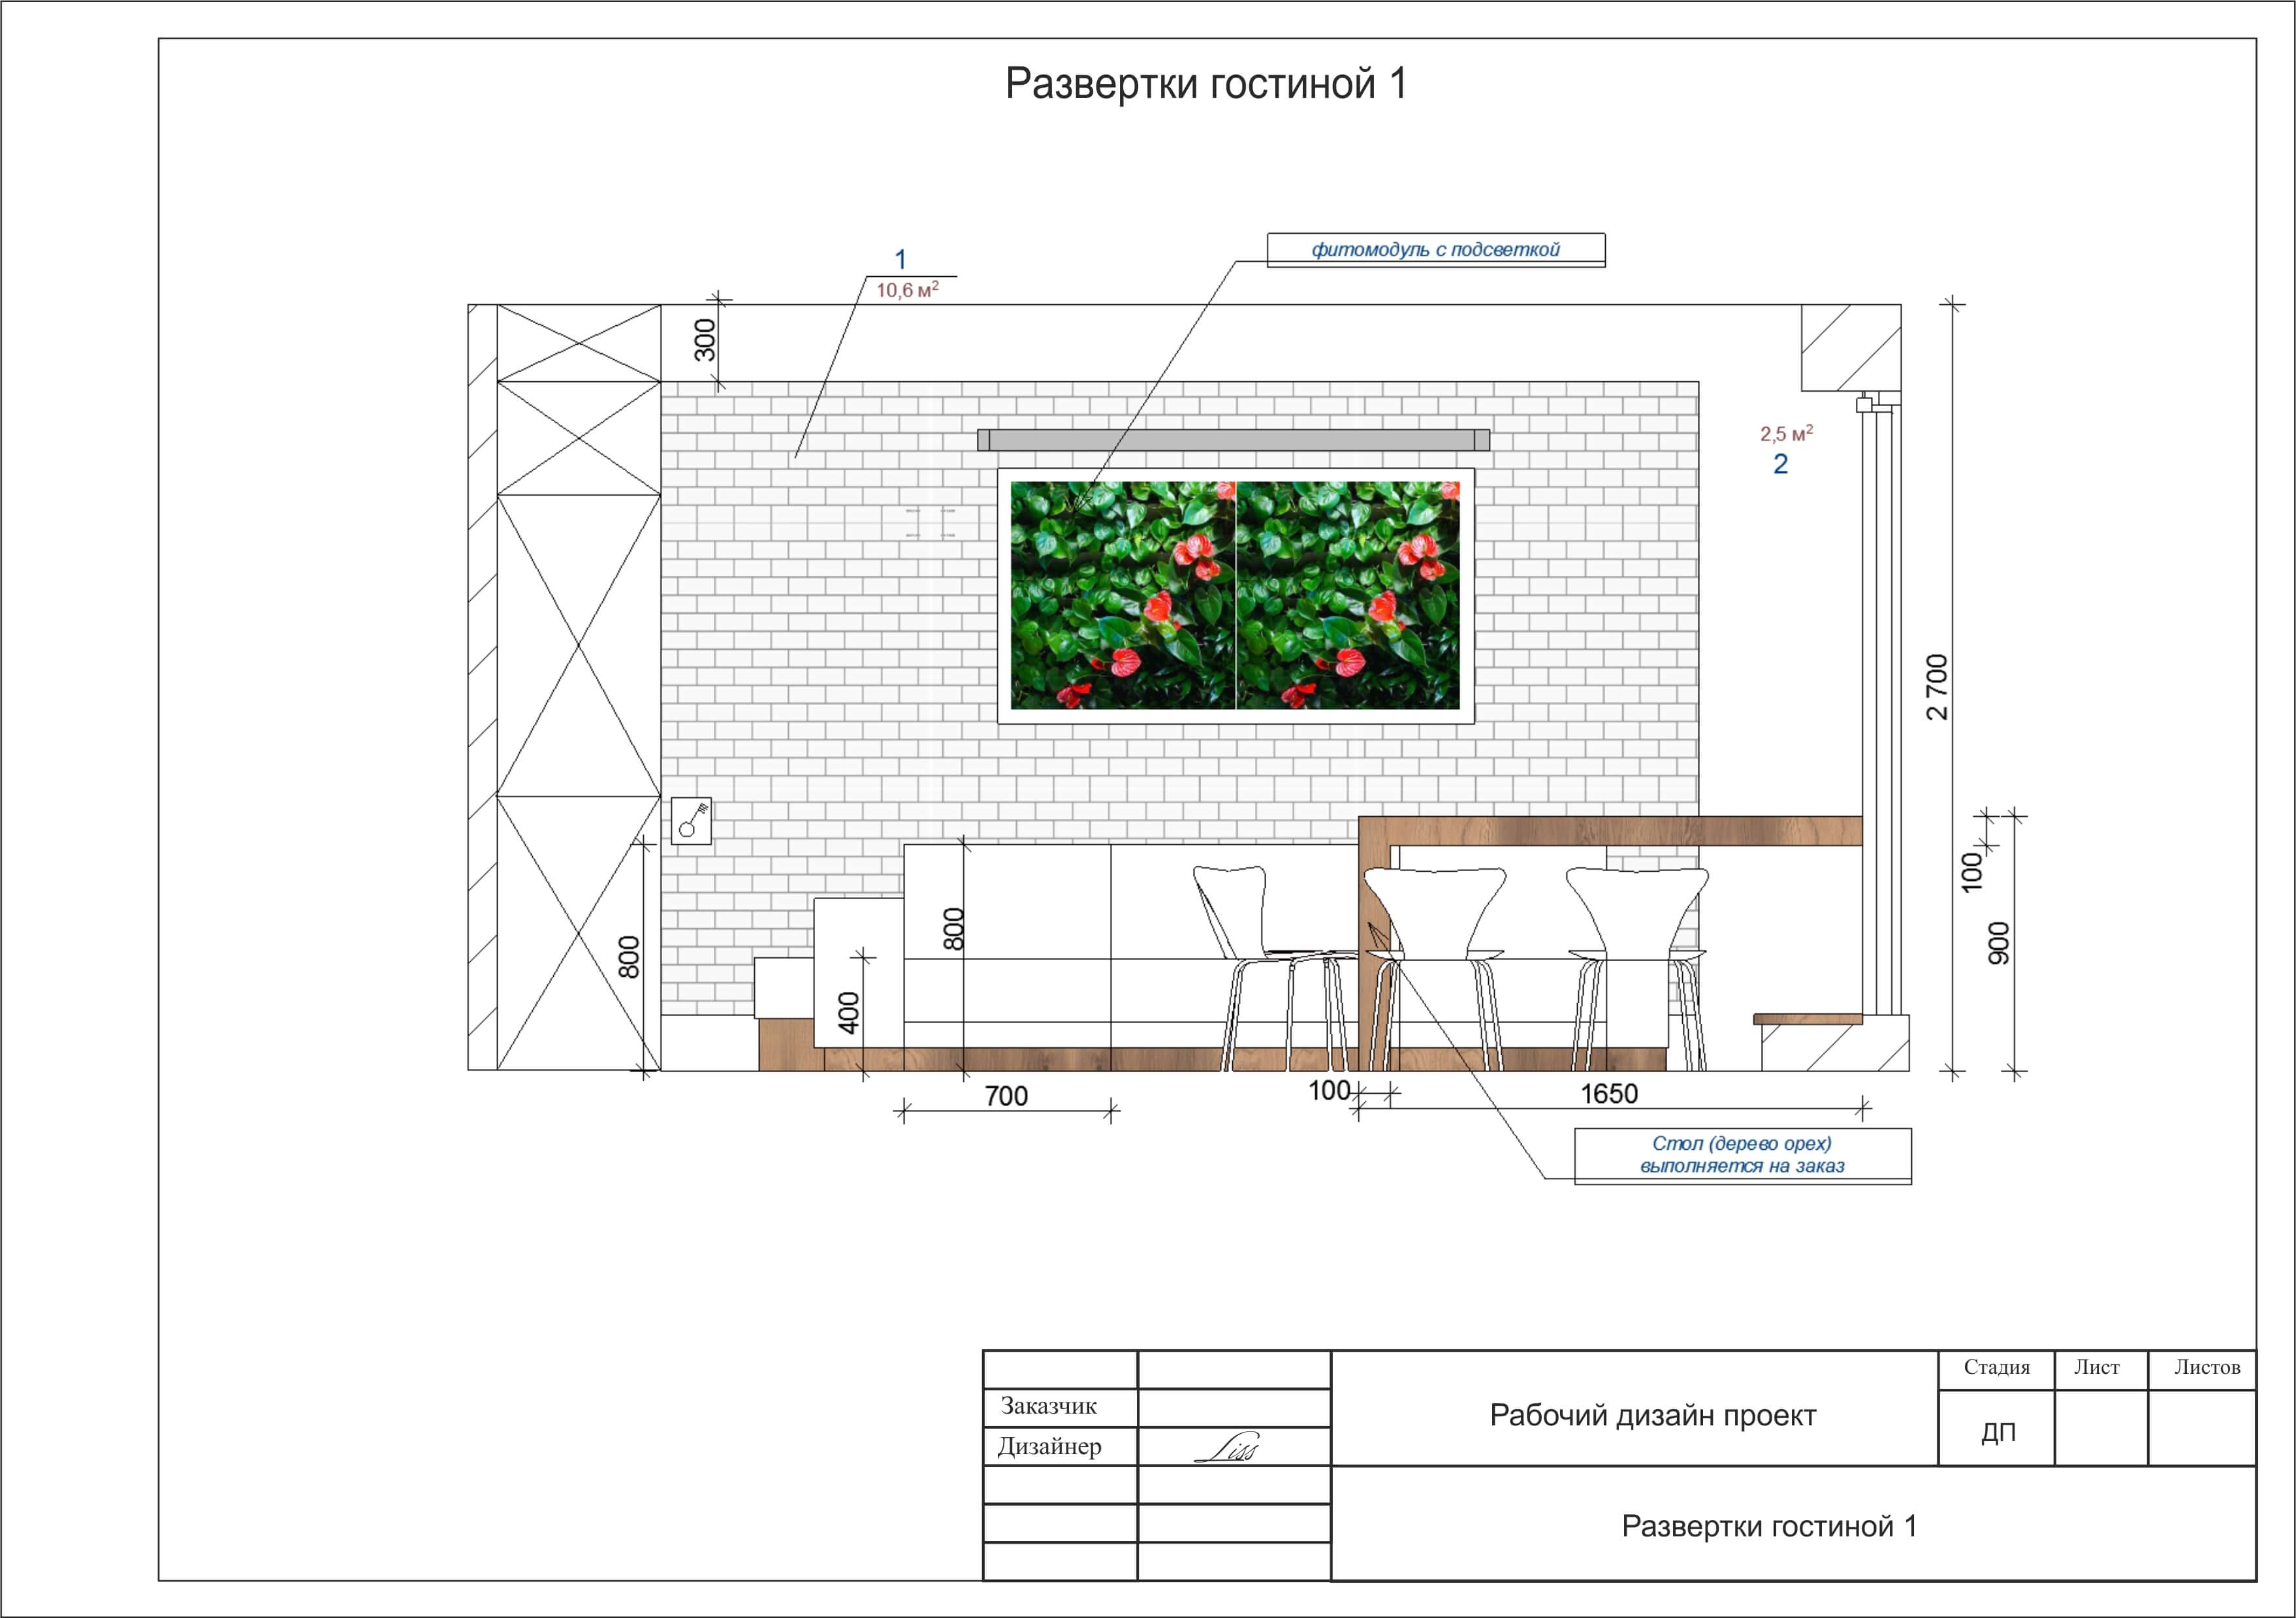 Развертки гостиной 1
фитомодуль с подсветкой
1
10,6 м²
300
2,5 м²
2
2 700
100
900
800
800
400
700
100
1650
Стол (дерево орех)
выполняется на заказ
Стадия
Лист
Листов
Заказчик
Рабочий дизайн проект
ДП
Дизайнер
Liss
Развертки гостиной 1